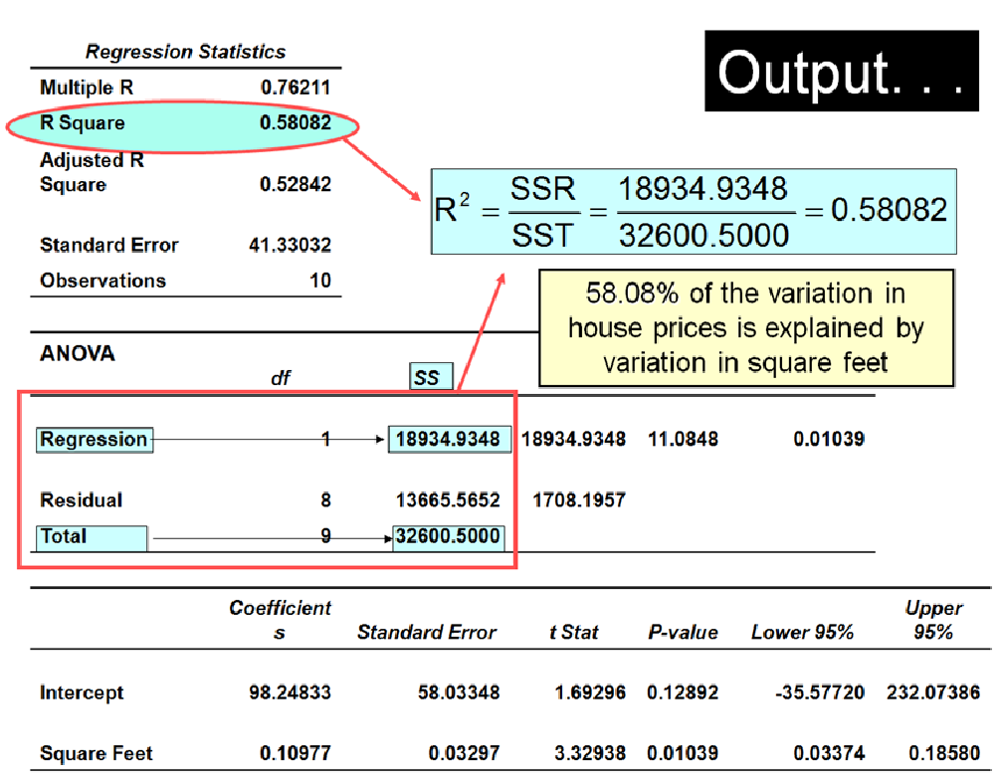 Output. . .
Regression Statistics
Multiple R 0.76211
R Square 0.58082
Adjusted R
Square 0.52842
Standard Error 41.33032
Observations 10
R² = SSR / SST = 18934.9348 / 32600.5000 = 0.58082
58.08% of the variation in
house prices is explained by
variation in square feet
ANOVA
df SS
Regression 1 18934.9348 18934.9348 11.0848 0.01039
Residual 8 13665.5652 1708.1957
Total 9 32600.5000
Coefficient Upper
s Standard Error t Stat P-value Lower 95% 95%
Intercept 98.24833 58.03348 1.69296 0.12892 -35.57720 232.07386
Square Feet 0.10977 0.03297 3.32938 0.01039 0.03374 0.18580